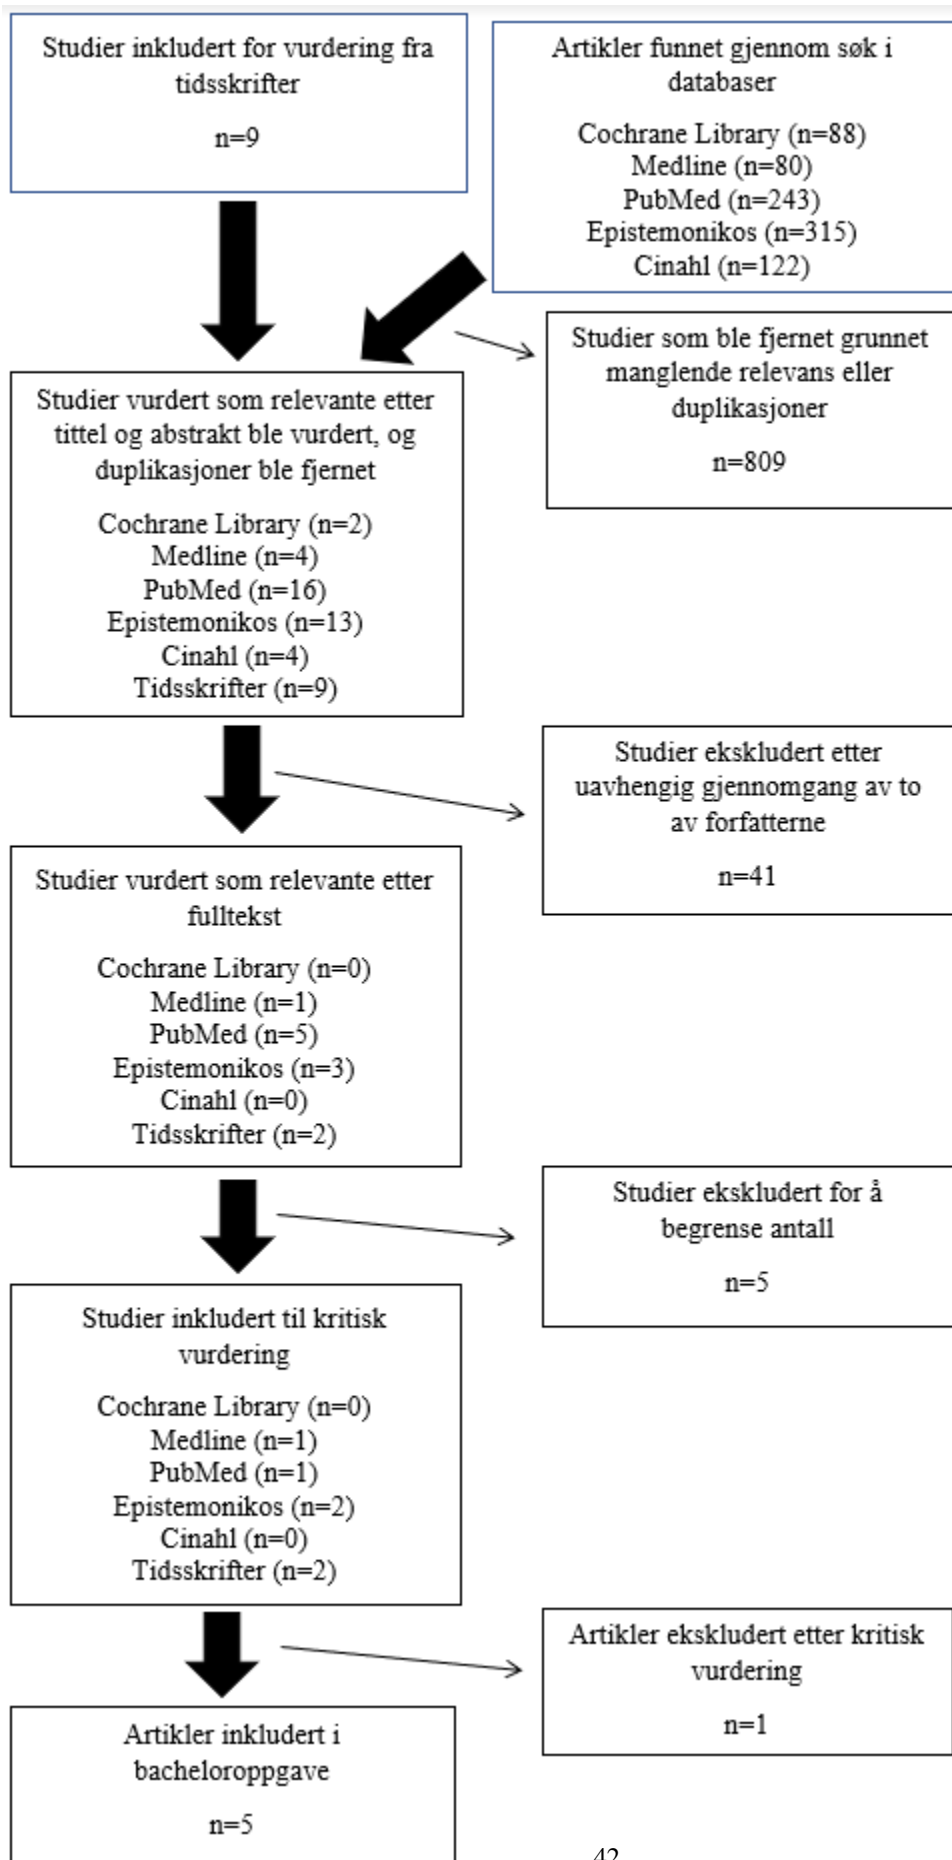 Studier inkludert for vurdering fra
tidsskrifter
n=9
Artikler funnet gjennom søk i
databaser
Cochrane Library (n=88)
Medline (n=80)
PubMed (n=243)
Epistemonikos (n=315)
Cinahl (n=122)
Studier som ble fjernet grunnet
manglende relevans eller
duplikasjoner
n=809
Studier vurdert som relevante etter
tittel og abstrakt ble vurdert, og
duplikasjoner ble fjernet
Cochrane Library (n=2)
Medline (n=4)
PubMed (n=16)
Epistemonikos (n=13)
Cinahl (n=4)
Tidsskrifter (n=9)
Studier ekskludert etter
uavhengig gjennomgang av to
av forfatterne
n=41
Studier vurdert som relevante etter
fulltekst
Cochrane Library (n=0)
Medline (n=1)
PubMed (n=5)
Epistemonikos (n=3)
Cinahl (n=0)
Tidsskrifter (n=2)
Studier ekskludert for å
begrense antall
n=5
Studier inkludert til kritisk
vurdering
Cochrane Library (n=0)
Medline (n=1)
PubMed (n=1)
Epistemonikos (n=2)
Cinahl (n=0)
Tidsskrifter (n=2)
Artikler ekskludert etter kritisk
vurdering
n=1
Artikler inkludert i
bacheloroppgave
n=5
42